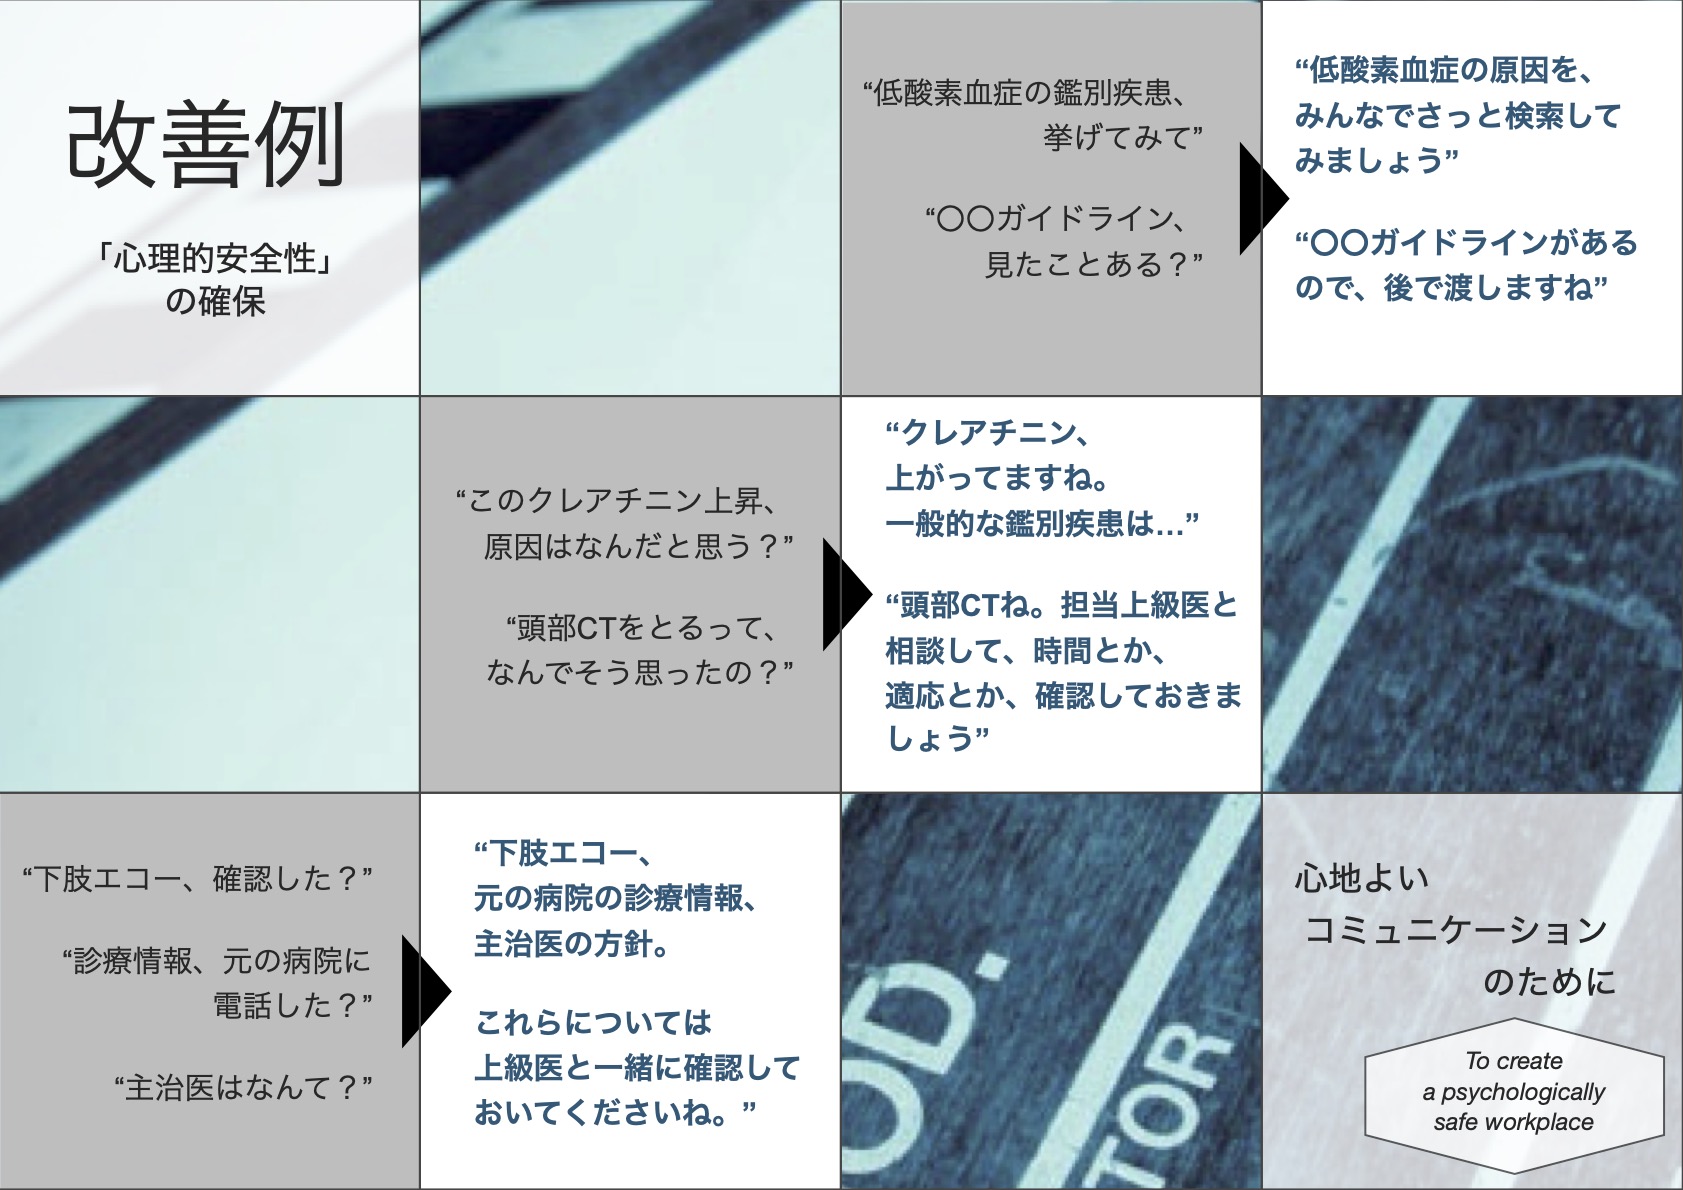 改善例
「心理的安全性」
の確保
“低酸素血症の鑑別疾患、
挙げてみて”
“〇〇ガイドライン、
見たことある？”
“低酸素血症の原因を、
みんなでさっと検索して
みましょう”
“〇〇ガイドラインがある
ので、後で渡しますね”
“このクレアチニン上昇、
原因はなんだと思う？”
“頭部CTをとるって、
なんでそう思ったの？”
“クレアチニン、
上がってますね。
一般的な鑑別疾患は…”
“頭部CTね。担当上級医と
相談して、時間とか、
適応とか、確認しておきま
しょう”
“下肢エコー、確認した？”
“診療情報、元の病院に
電話した？”
“主治医はなんて？”
“下肢エコー、
元の病院の診療情報、
主治医の方針。
これらについては
上級医と一緒に確認して
おいてくださいね。”
OD.
TOR
心地よい
コミュニケーション
のために
To create
a psychologically
safe workplace